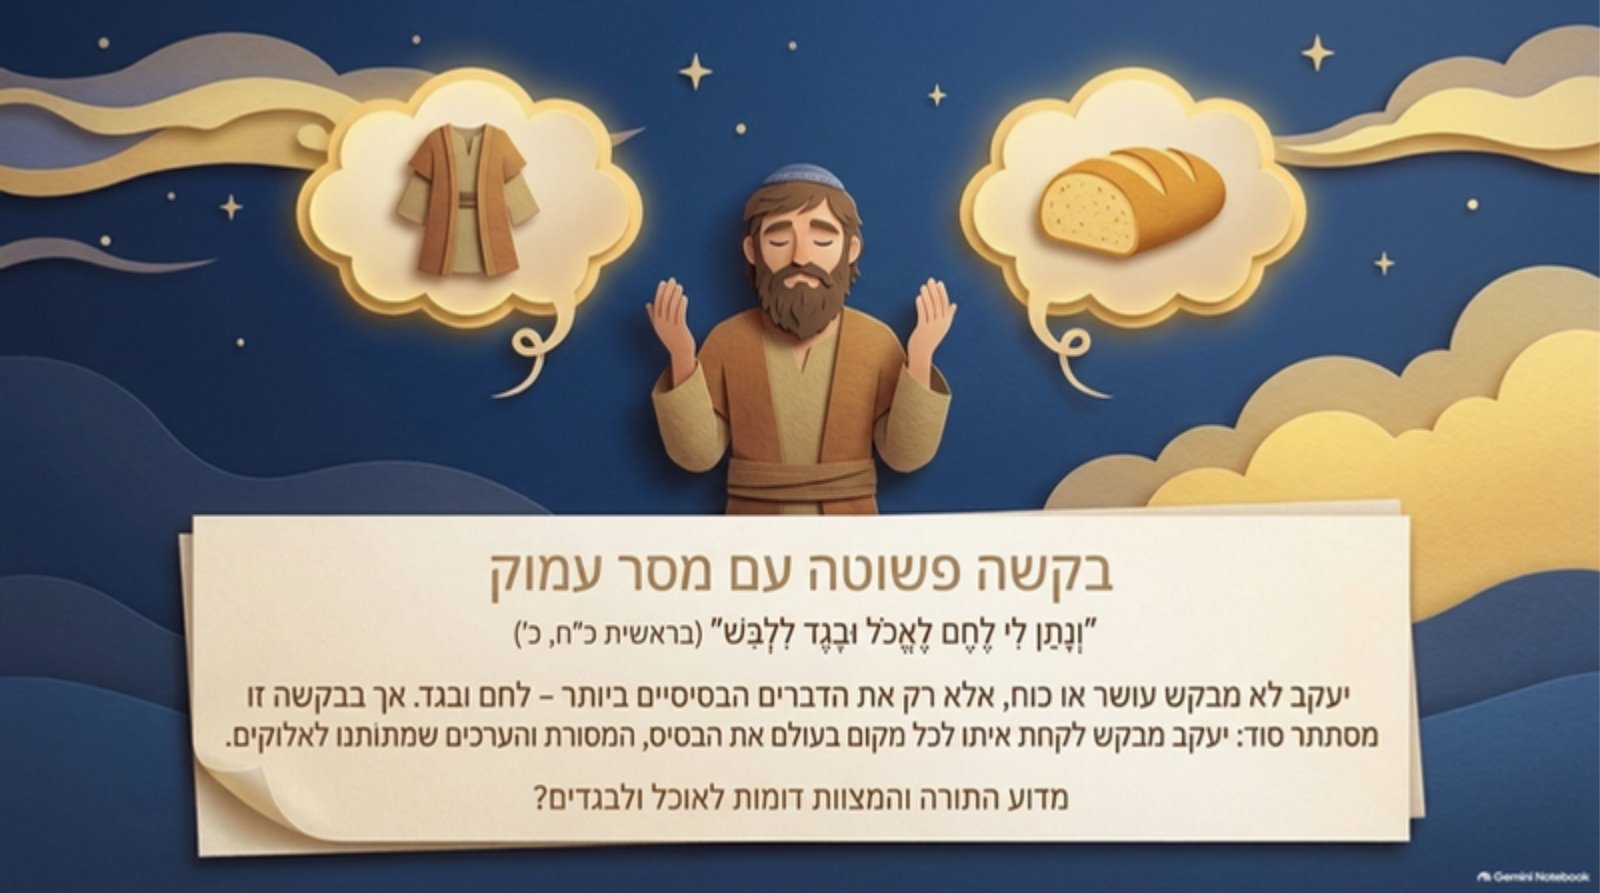 בקשה פשוטה עם מסר עמוק
"וְנָתַן לִי לֶחֶם לֶאֱכֹל וּבֶגֶד לִלְבֹּשׁ" (בראשית כ"ח, כ')
יעקב לא מבקש עושר או כוח, אלא רק את הדברים הבסיסיים ביותר – לחם ובגד. אך בבקשה זו
מסתתר סוד: יעקב מבקש לקחת איתו לכל מקום בעולם את הבסיס, המסורת והערכים לאלוקים.
מדוע התורה והמצוות דומות לאוכל ולבגדים?
Gemini Notebook